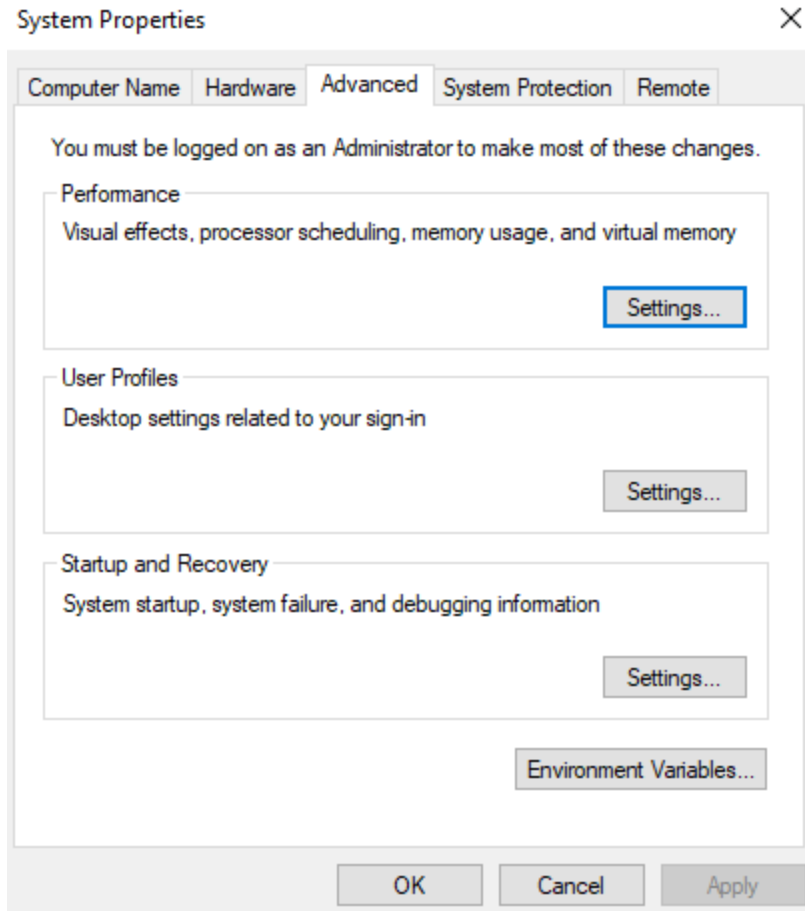 System Properties
Computer Name Hardware Advanced System Protection Remote
You must be logged on as an Administrator to make most of these changes.
Performance
Visual effects, processor scheduling, memory usage, and virtual memory
Settings...
User Profiles
Desktop settings related to your sign-in
Settings...
Startup and Recovery
System startup, system failure, and debugging information
Settings...
Environment Variables...
OK Cancel Apply